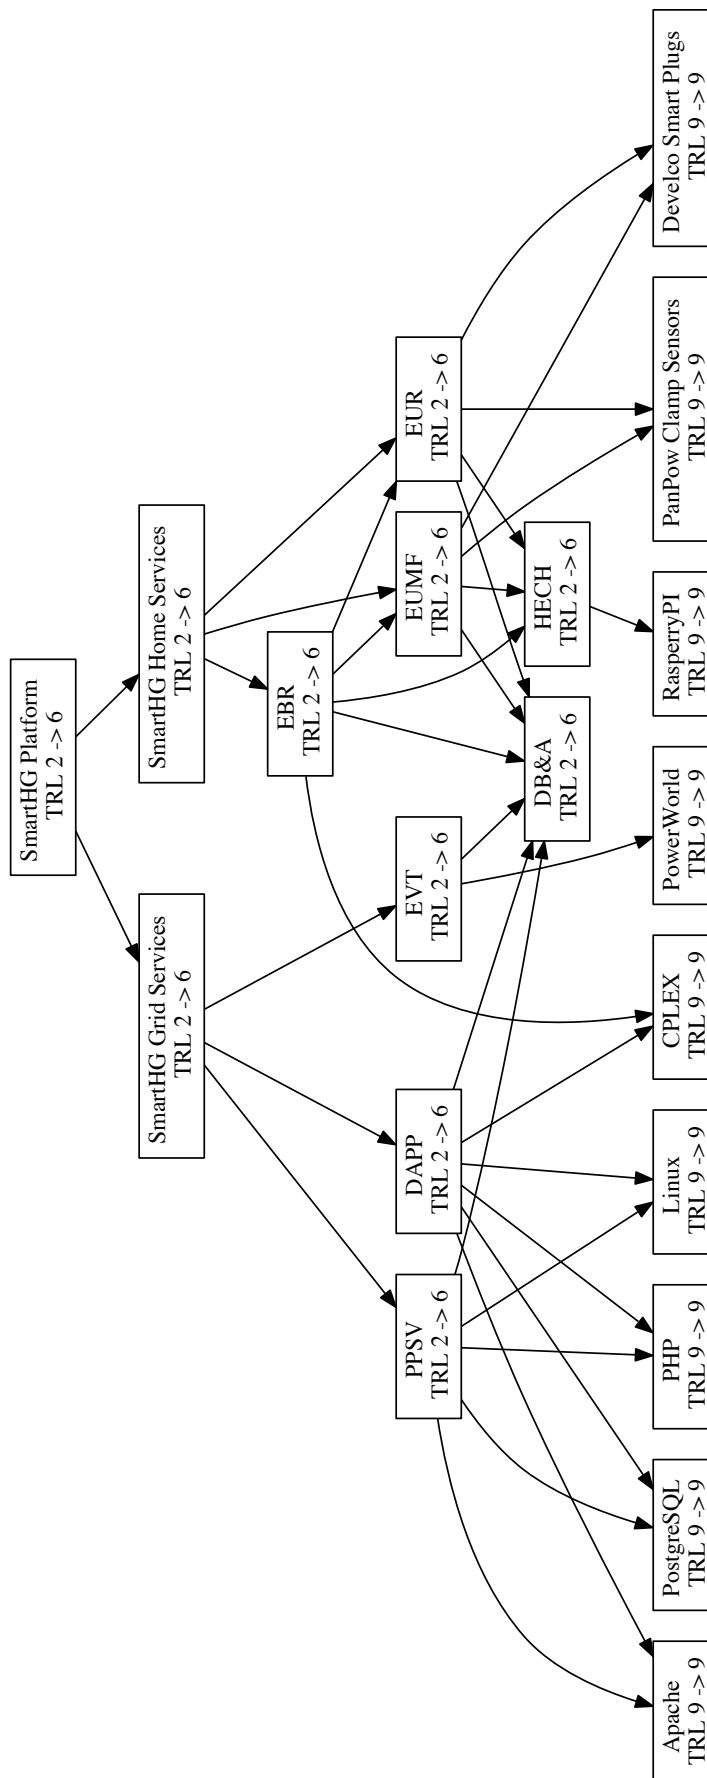 SmartHG Platform
TRL 2 -> 6
SmartHG Grid Services
TRL 2 -> 6
SmartHG Home Services
TRL 2 -> 6
EBR
TRL 2 -> 6
PPSV
TRL 2 -> 6
DAPP
TRL 2 -> 6
EVT
TRL 2 -> 6
EUMF
TRL 2 -> 6
EUR
TRL 2 -> 6
DB&A
TRL 2 -> 6
HECH
TRL 2 -> 6
Apache
TRL 9 -> 9
PostgreSQL
TRL 9 -> 9
PHP
TRL 9 -> 9
Linux
TRL 9 -> 9
CPLEX
TRL 9 -> 9
PowerWorld
TRL 9 -> 9
RasperryPI
TRL 9 -> 9
PanPow Clamp Sensors
TRL 9 -> 9
Develco Smart Plugs
TRL 9 -> 9